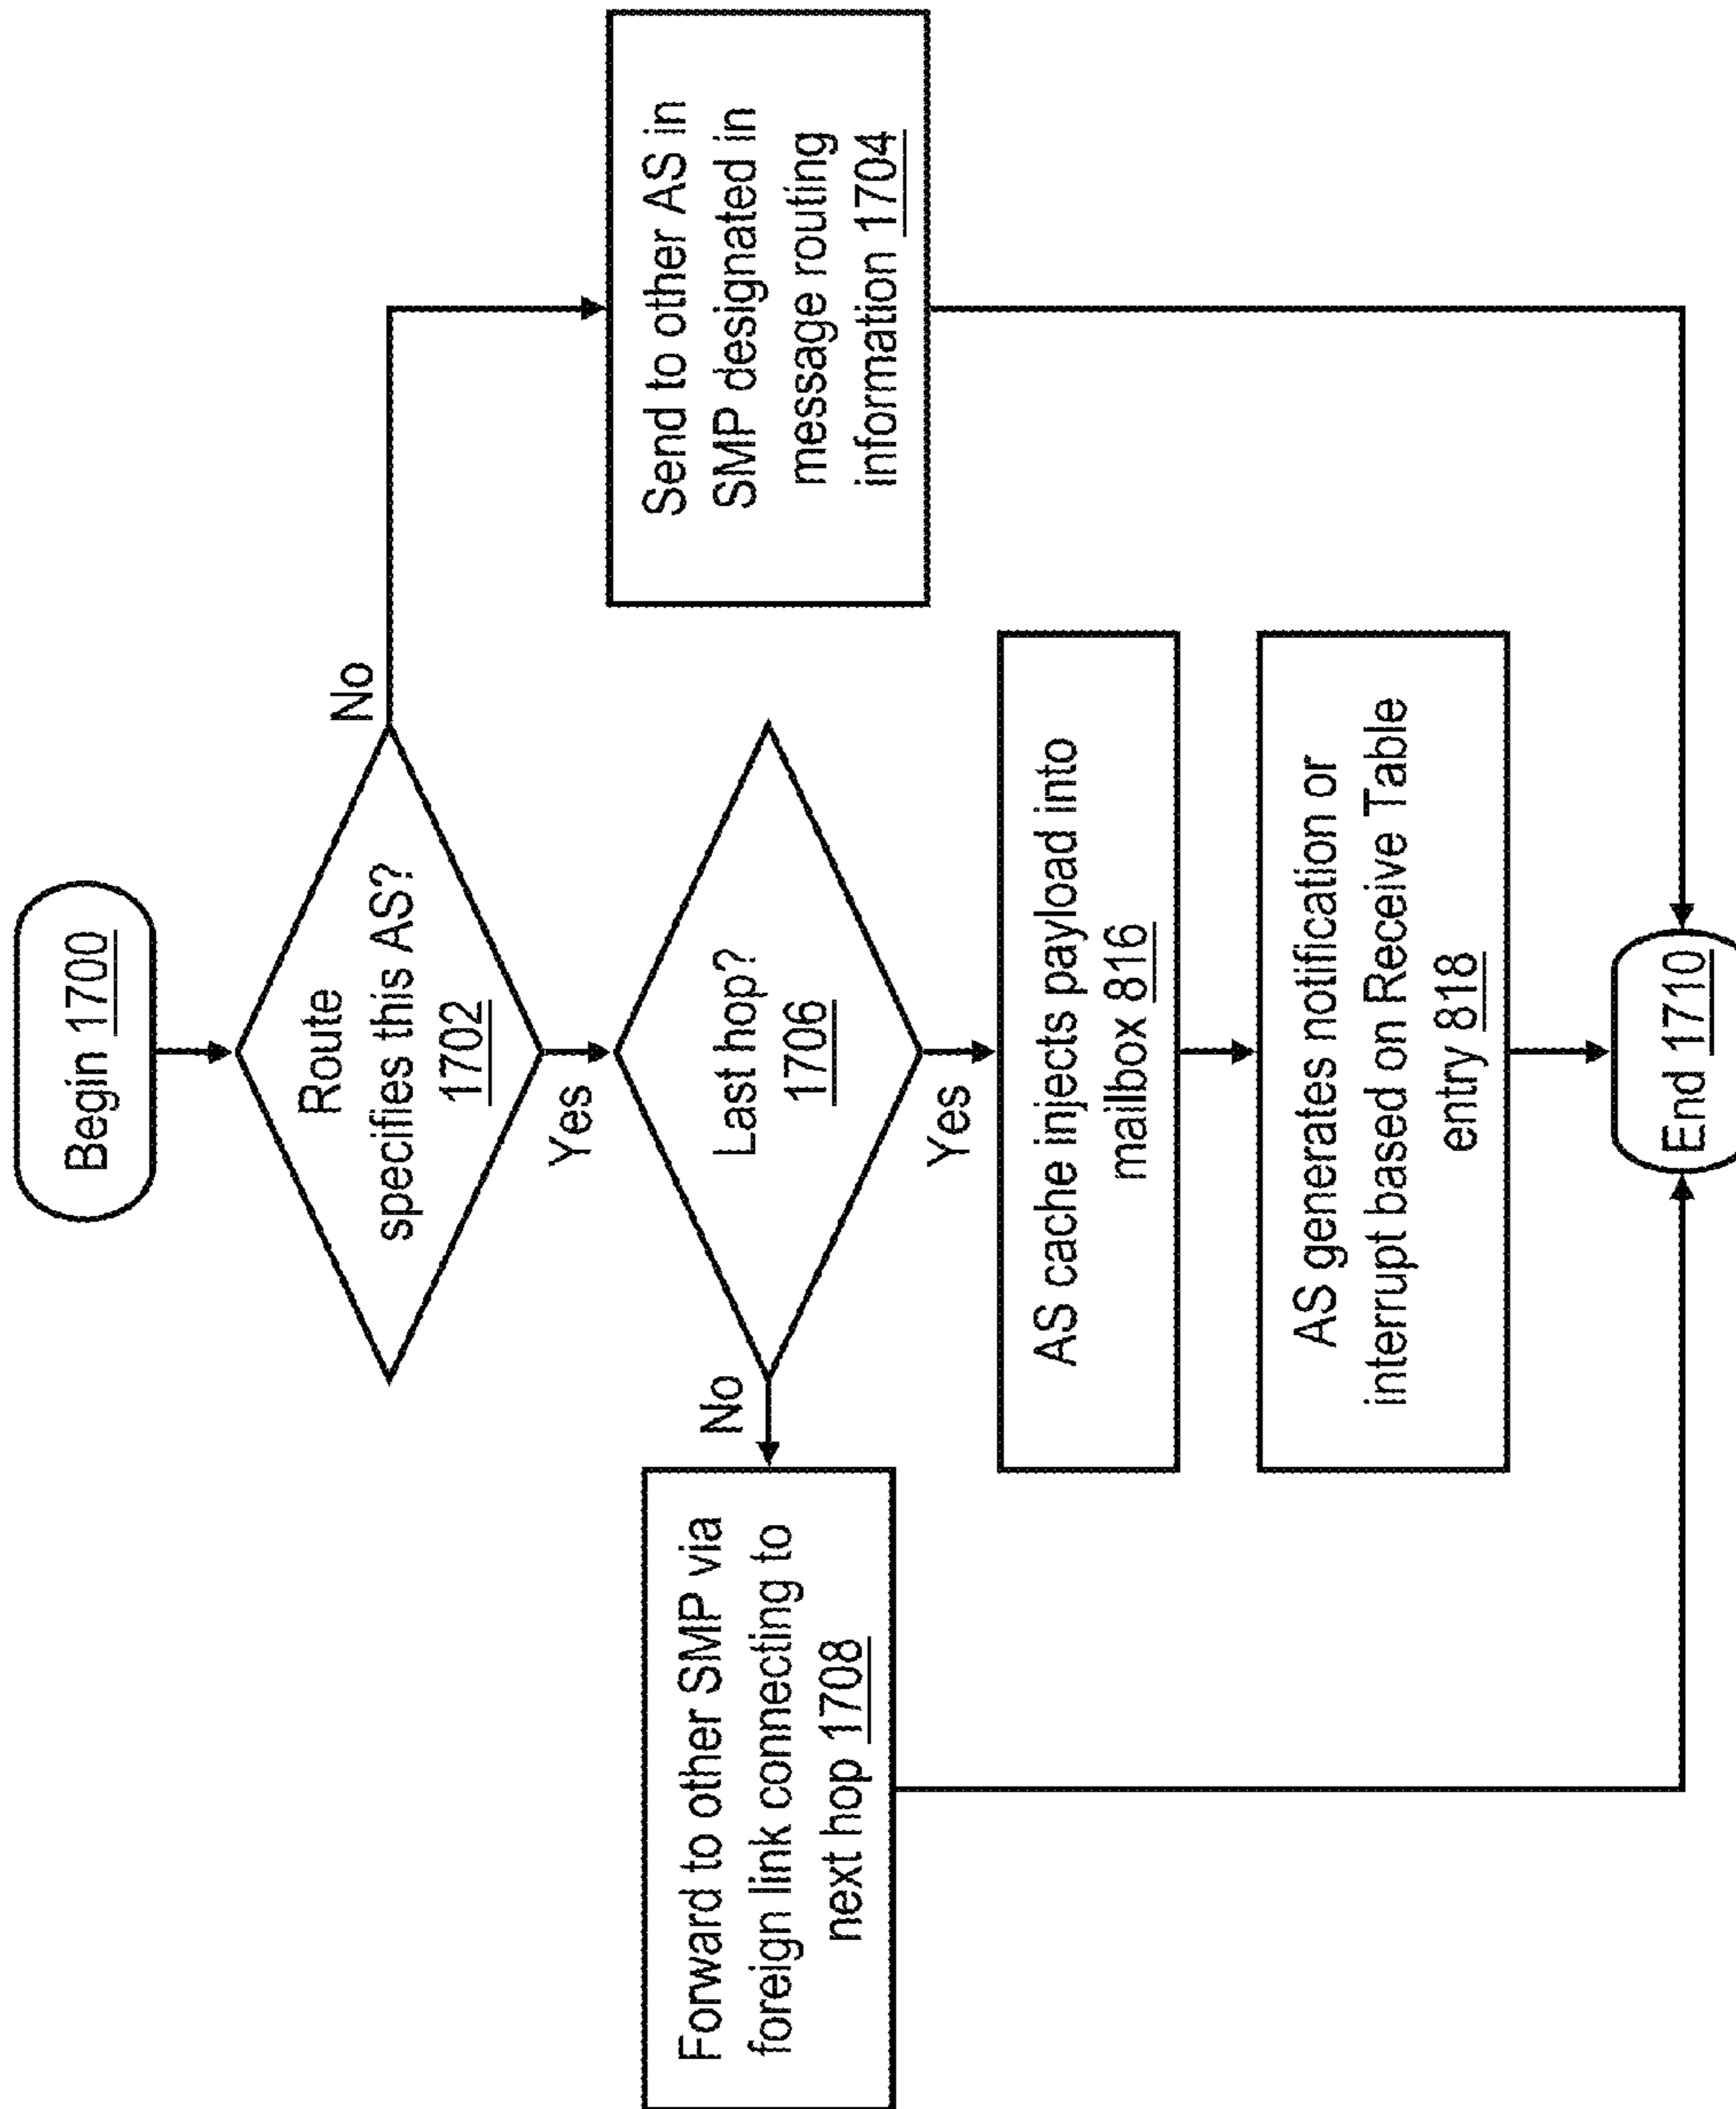 Begin 1700
Route
specifies this AS?
1702
No
Yes
Send to other AS in
SMP designated in
message routing
information 1704
Last hop?
1706
No
Yes
Forward to other SMP via
foreign link connecting to
next hop 1708
AS cache injects payload into
mailbox 816
AS generates notification or
interrupt based on Receive Table
entry 818
End 1710